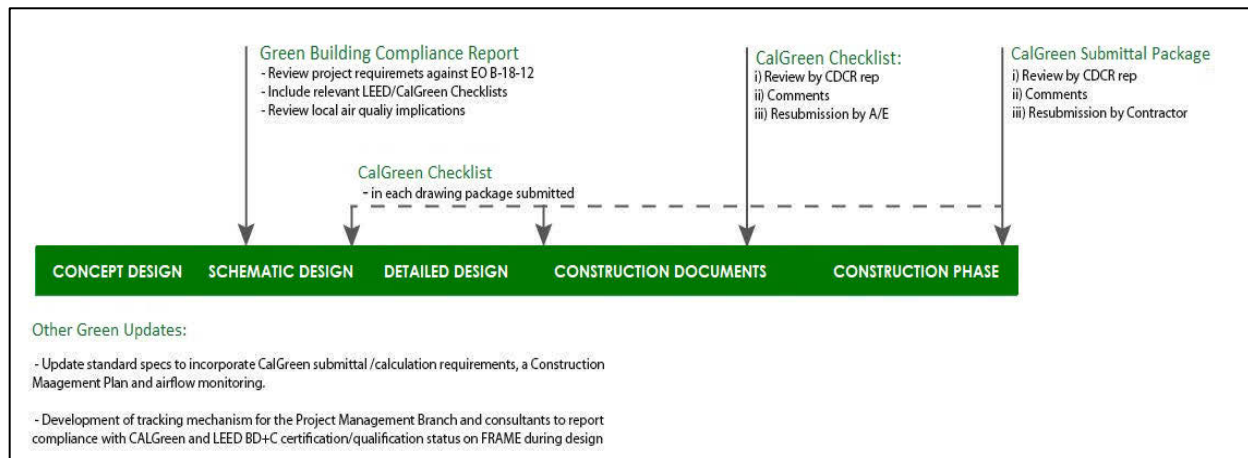 Green Building Compliance Report
- Review project requiremets against EO B-18-12
- Include relevant LEED/CalGreen Checklists
- Review local air qualiy implications
CalGreen Checklist:
i) Review by CDCR rep
ii) Comments
iii) Resubmission by A/E
CalGreen Submittal Package
i) Review by CDCR rep
ii) Comments
iii) Resubmission by Contractor
CalGreen Checklist
- in each drawing package submitted
CONCEPT DESIGN SCHEMATIC DESIGN DETAILED DESIGN CONSTRUCTION DOCUMENTS CONSTRUCTION PHASE
Other Green Updates:
- Update standard specs to incorporate CalGreen submittal /calculation requirements, a Construction
Maagement Plan and airflow monitoring.
- Development of tracking mechanism for the Project Management Branch and consultants to report
compliance with CALGreen and LEED BD+C certification/qualification status on FRAME during design